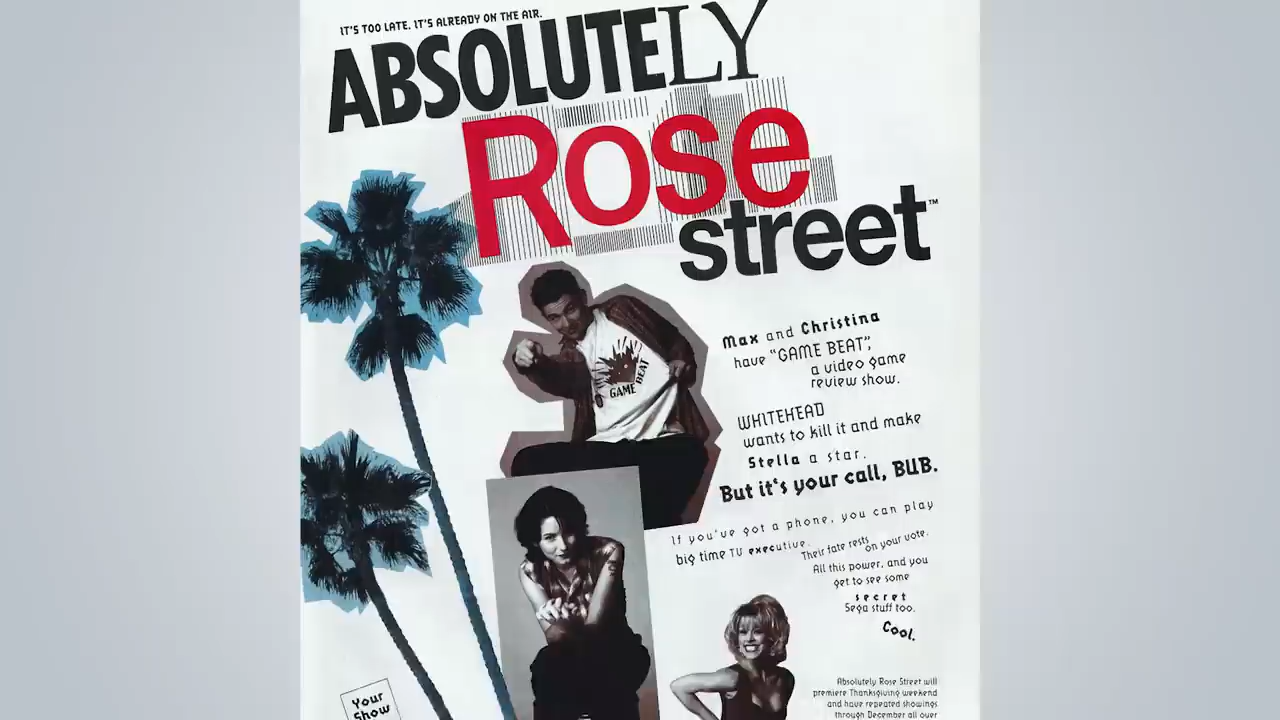 IT'S TOO LATE. IT'S ALREADY ON THE AIR.
ABSOLUTELY
Rose
street™
GAME BEAT
Max and Christina
have "GAME BEAT",
a video game
review show.
WHITEHEAD
wants to kill it and make
Stella a star.
But it's your call, BUB.
If you've got a phone, you can play
big time TV executive.
Their fate rests on your vote.
All this power, and you
get to see some
secret
Sega stuff too.
Cool.
Your
Show
Absolutely Rose Street will
premiere Thanksgiving weekend
and have repeated showings
through December all over